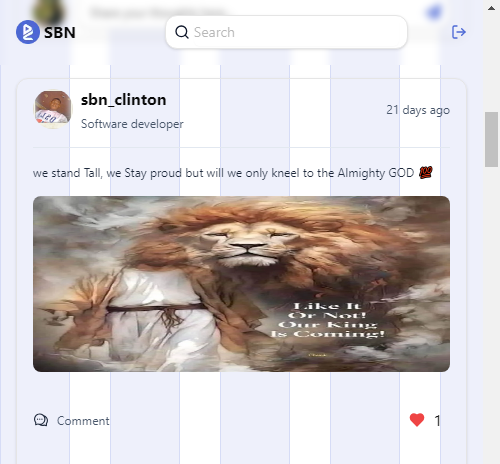 SBN
Search
sbn_clinton
Software developer
21 days ago
we stand Tall, we Stay proud but will we only kneel to the Almighty GOD 💯
Like It
Or Not!
Our King
Is Coming!
Comment
1